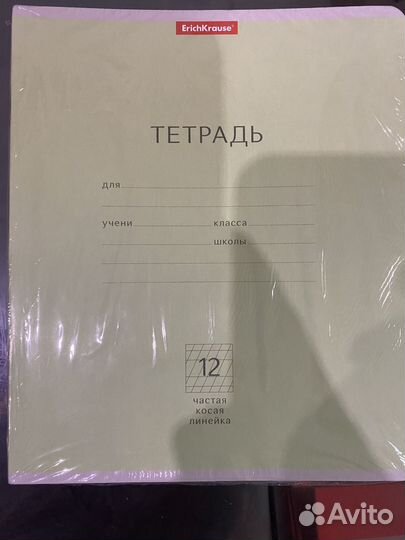 ErichKrause®
ТЕТРАДЬ
для
учени класса
школы
12
частая
косая
линейка
Avito